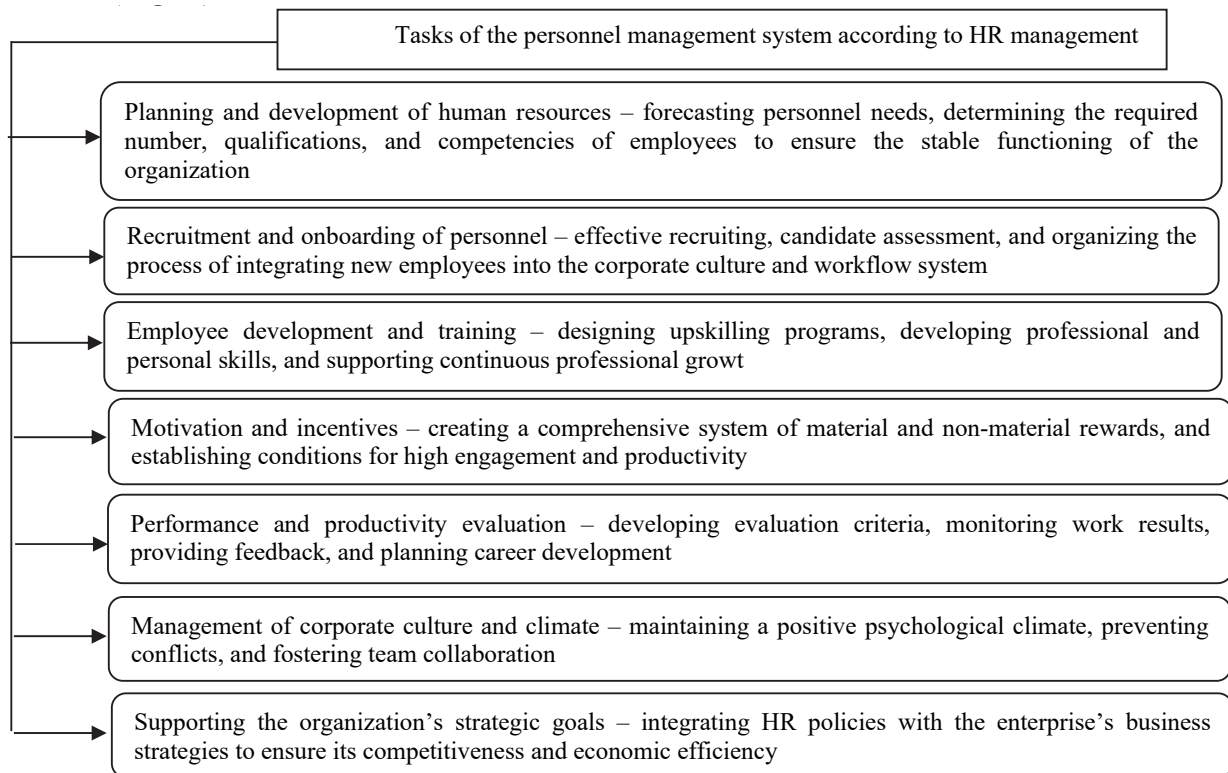 Tasks of the personnel management system according to HR management
Planning and development of human resources – forecasting personnel needs, determining the required
number, qualifications, and competencies of employees to ensure the stable functioning of the
organization
Recruitment and onboarding of personnel – effective recruiting, candidate assessment, and organizing the
process of integrating new employees into the corporate culture and workflow system
Employee development and training – designing upskilling programs, developing professional and
personal skills, and supporting continuous professional growt
Motivation and incentives – creating a comprehensive system of material and non-material rewards, and
establishing conditions for high engagement and productivity
Performance and productivity evaluation – developing evaluation criteria, monitoring work results,
providing feedback, and planning career development
Management of corporate culture and climate – maintaining a positive psychological climate, preventing
conflicts, and fostering team collaboration
Supporting the organization’s strategic goals – integrating HR policies with the enterprise’s business
strategies to ensure its competitiveness and economic efficiency